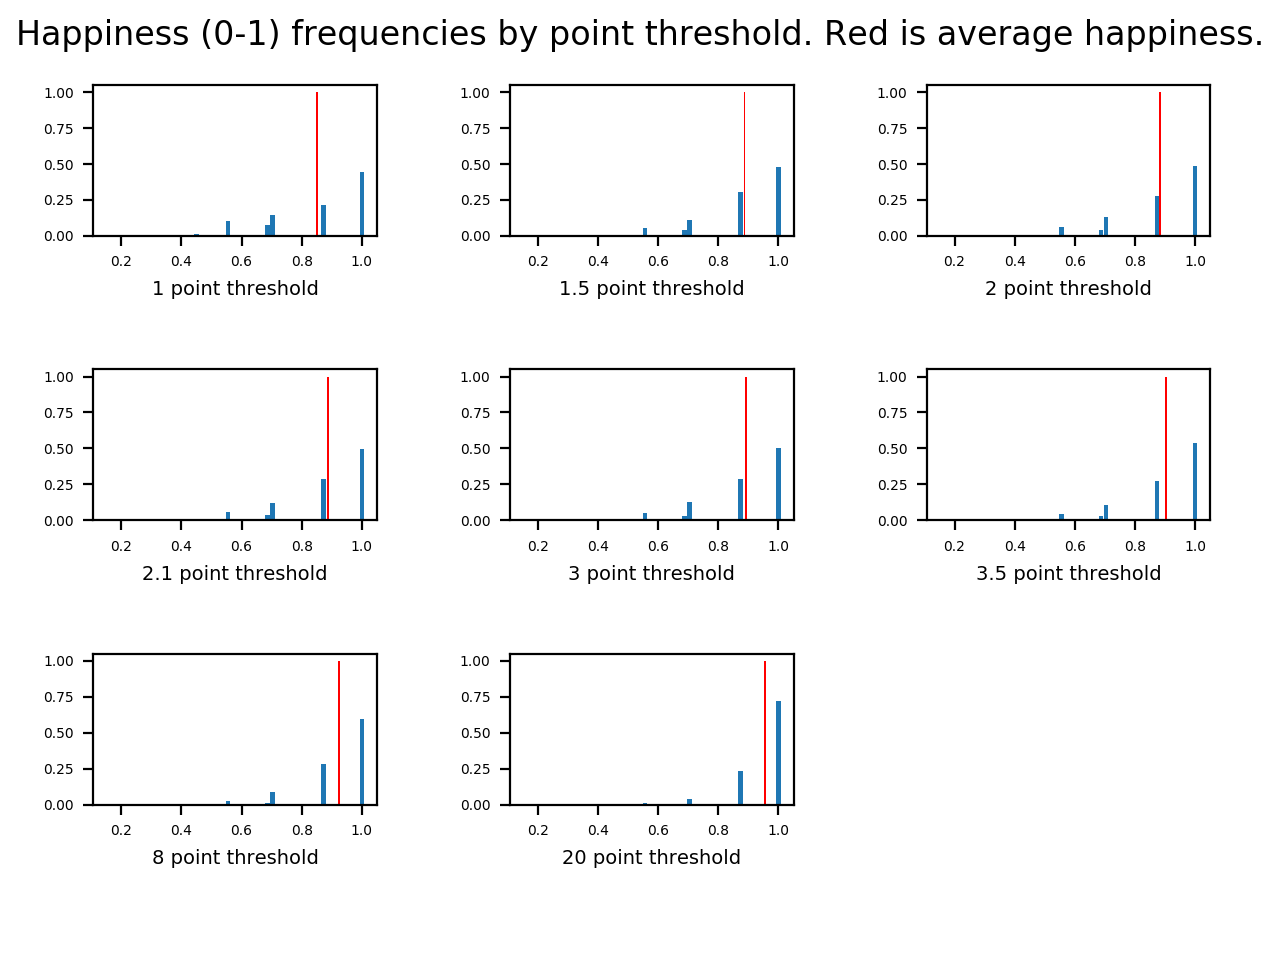 Happiness (0-1) frequencies by point threshold. Red is average happiness.
1.00 1.00 1.00
0.75 0.75 0.75
0.50 0.50 0.50
0.25 0.25 0.25
0.00 0.00 0.00
0.2 0.4 0.6 0.8 1.0 0.2 0.4 0.6 0.8 1.0 0.2 0.4 0.6 0.8 1.0
1 point threshold 1.5 point threshold 2 point threshold
1.00 1.00 1.00
0.75 0.75 0.75
0.50 0.50 0.50
0.25 0.25 0.25
0.00 0.00 0.00
0.2 0.4 0.6 0.8 1.0 0.2 0.4 0.6 0.8 1.0 0.2 0.4 0.6 0.8 1.0
2.1 point threshold 3 point threshold 3.5 point threshold
1.00 1.00
0.75 0.75
0.50 0.50
0.25 0.25
0.00 0.00
0.2 0.4 0.6 0.8 1.0 0.2 0.4 0.6 0.8 1.0
8 point threshold 20 point threshold